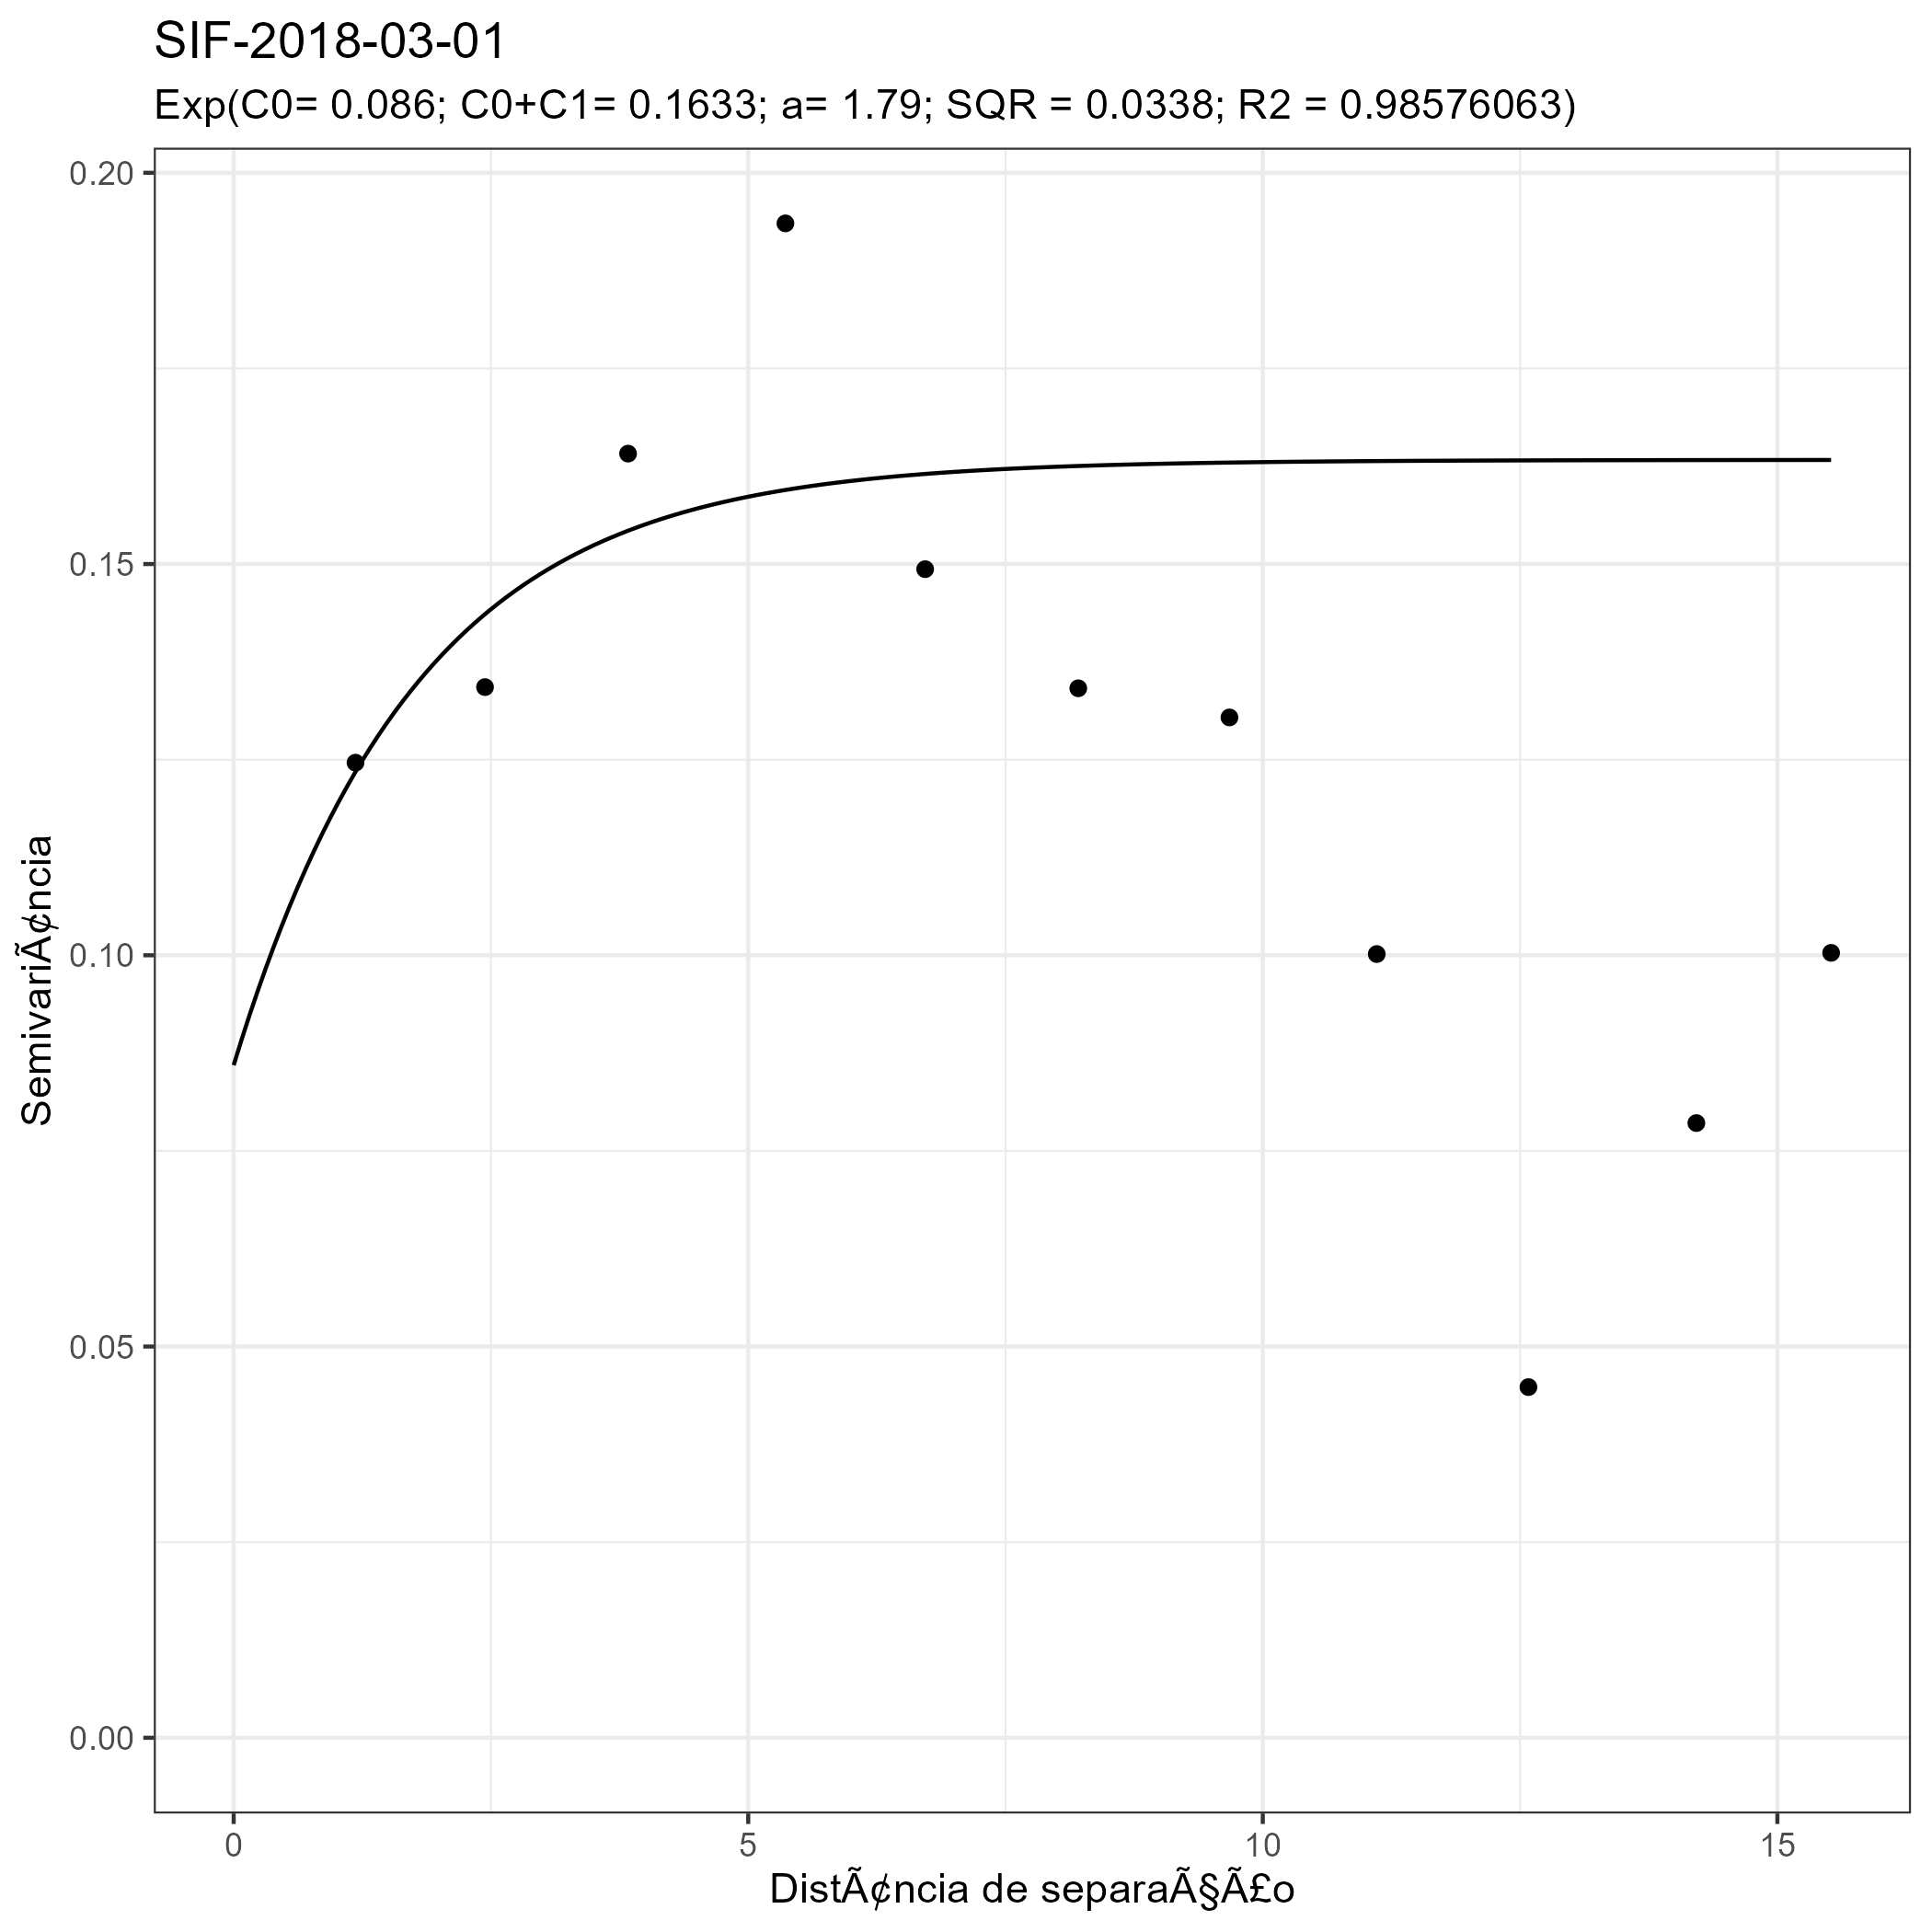 SIF-2018-03-01
Exp(C0= 0.086; C0+C1= 0.1633; a= 1.79; SQR = 0.0338; R2 = 0.98576063)
0.20
0.15
0.10
0.05
0.00
SemivariÃ¢ncia
0 5 10 15
DistÃ¢ncia de separaÃ§Ã£o